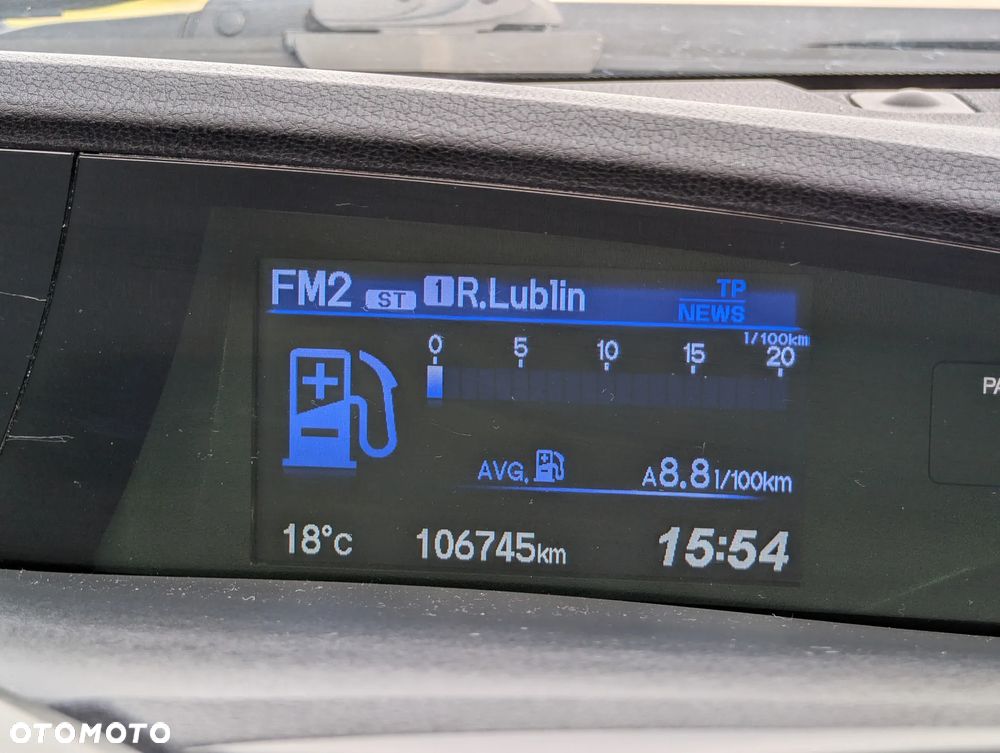 FM2 ST 1 R.Lublin TP
NEWS
l/100km
0 5 10 15 20
AVG. A8.8 l/100km
18°C 106745km 15:54
PA
OTOMOTO